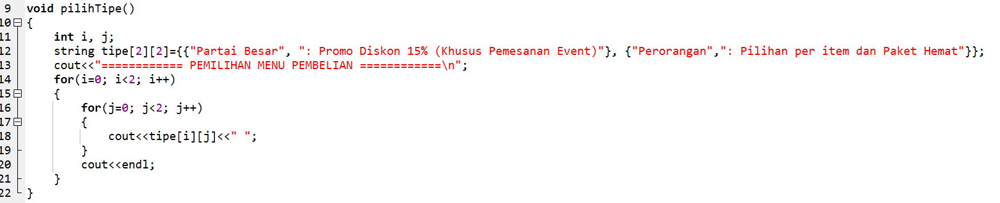 9 void pilihTipe()
10 {
11 int i, j;
12 string tipe[2][2]={{"Partai Besar", ": Promo Diskon 15% (Khusus Pemesanan Event)"}, {"Perorangan",": Pilihan per item dan Paket Hemat"}};
13 cout<<"============ PEMILIHAN MENU PEMBELIAN ============\n";
14 for(i=0; i<2; i++)
15 {
16 for(j=0; j<2; j++)
17 {
18 cout<<tipe[i][j]<<" ";
19 }
20 cout<<endl;
21 }
22 }